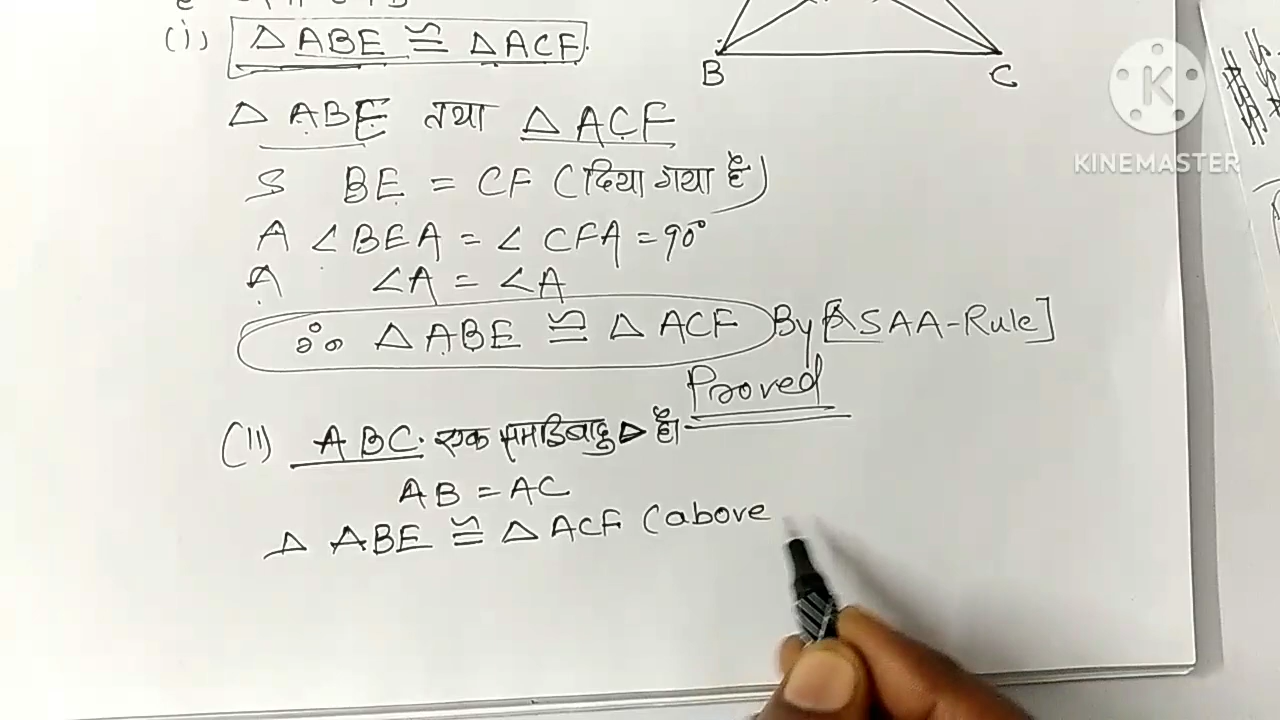 (i) △ ABE ≅ △ACF.
B
C
K
KINEMASTER
△ ABE तथा △ ACF
S BE = CF (दिया गया है)
A ∠BEA = ∠ CFA = 90°
A ∠A = ∠A
∴ △ ABE ≅ △ ACF By [SAA-Rule]
Proved
(II) ABC. एक समद्विबाहु △ है।
AB = AC
△ ABE ≅ △ ACF (above